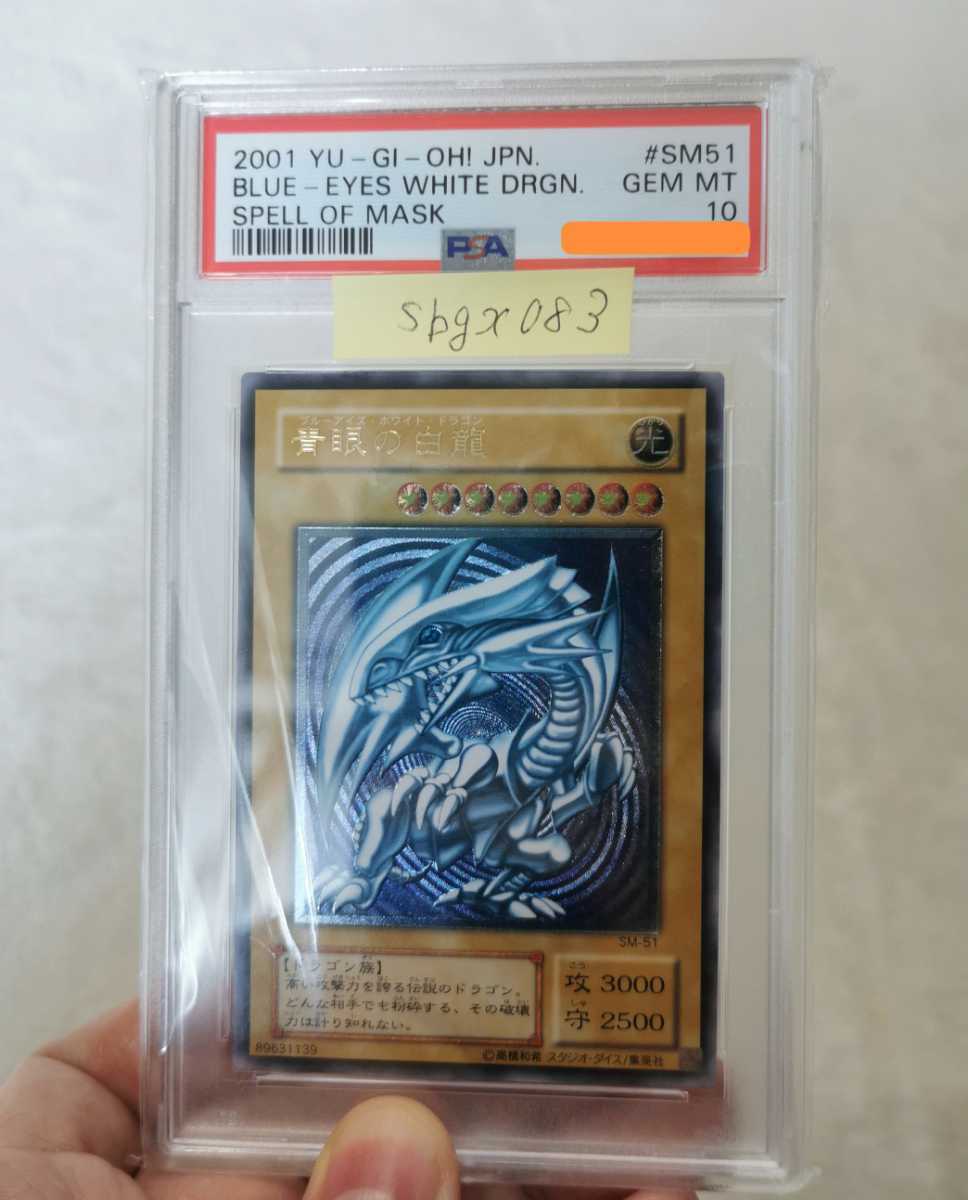 2001 YU-GI-OH! JPN. #SM51
BLUE-EYES WHITE DRGN. GEM MT
SPELL OF MASK 10
PSA
sbgx083
ブルーアイズ・ホワイト・ドラゴン
青眼の白龍
光
SM-51
【ドラゴン族】
高い攻撃力を誇る伝説のドラゴン。
どんな相手でも粉砕する、その破壊
力は計り知れない。
攻 3000
守 2500
89631139
©高橋和希 スタジオ・ダイス/集英社